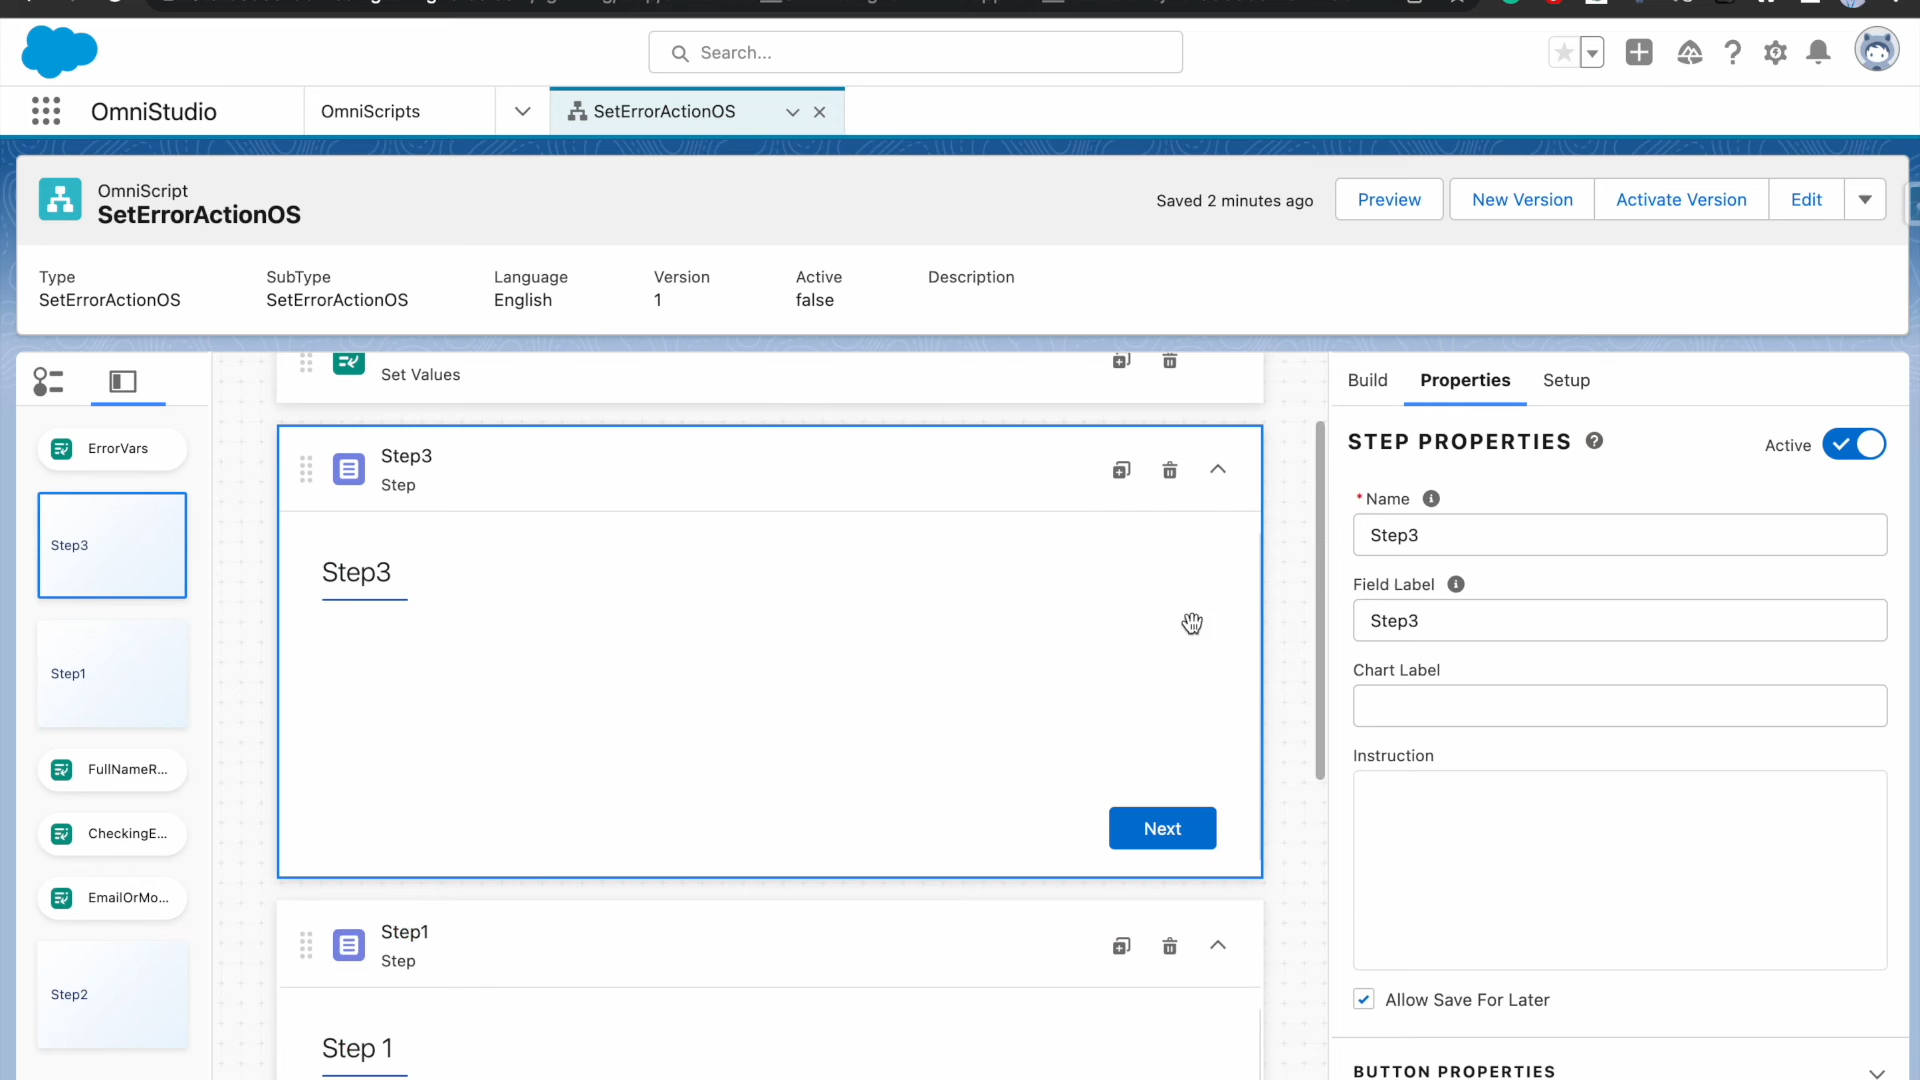 Search...
OmniStudio
OmniScripts
SetErrorActionOS
OmniScript
SetErrorActionOS
Saved 2 minutes ago
Preview
New Version
Activate Version
Edit
Type
SetErrorActionOS
SubType
SetErrorActionOS
Language
English
Version
1
Active
false
Description
ErrorVars
Step3
Step1
FullNameR...
CheckingE...
EmailOrMo...
Step2
Set Values
Step3
Step
Step3
Next
Step1
Step
Step 1
Build
Properties
Setup
STEP PROPERTIES
Active
* Name
Step3
Field Label
Step3
Chart Label
Instruction
Allow Save For Later
BUTTON PROPERTIES